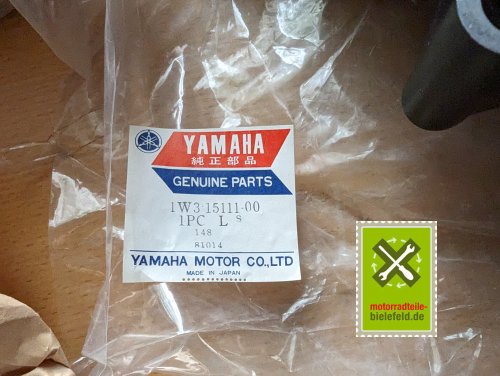 YAMAHA
純正部品
GENUINE PARTS
1W3-15111-00
1PC L S
148
81014
YAMAHA MOTOR CO.,LTD
MADE IN JAPAN
motorradteile-
bielefeld.de